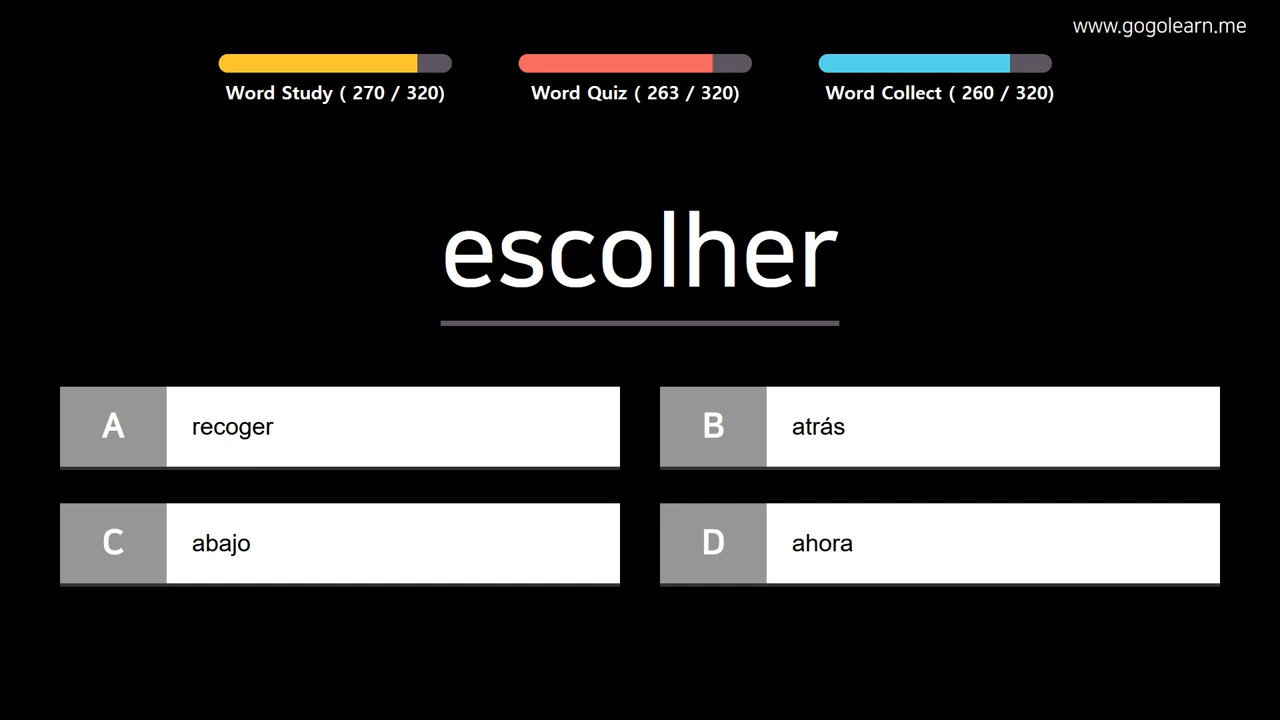 www.gogolearn.me
Word Study ( 270 / 320)
Word Quiz ( 263 / 320)
Word Collect ( 260 / 320)
escolher
A recoger
B atrás
C abajo
D ahora